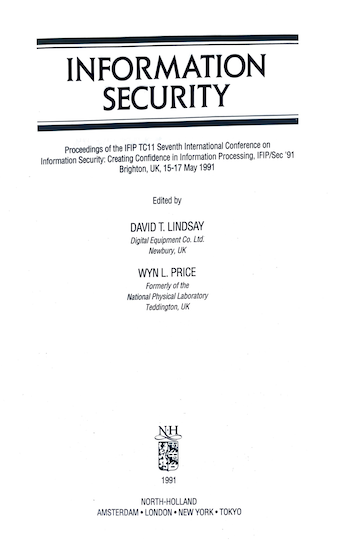 INFORMATION
SECURITY
Proceedings of the IFIP TC11 Seventh International Conference on
Information Security: Creating Confidence in Information Processing, IFIP/Sec '91
Brighton, UK, 15-17 May 1991
Edited by
DAVID T. LINDSAY
Digital Equipment Co. Ltd.
Newbury, UK
WYN L. PRICE
Formerly of the
National Physical Laboratory
Teddington, UK
NH
1991
NORTH-HOLLAND
AMSTERDAM • LONDON • NEW YORK • TOKYO